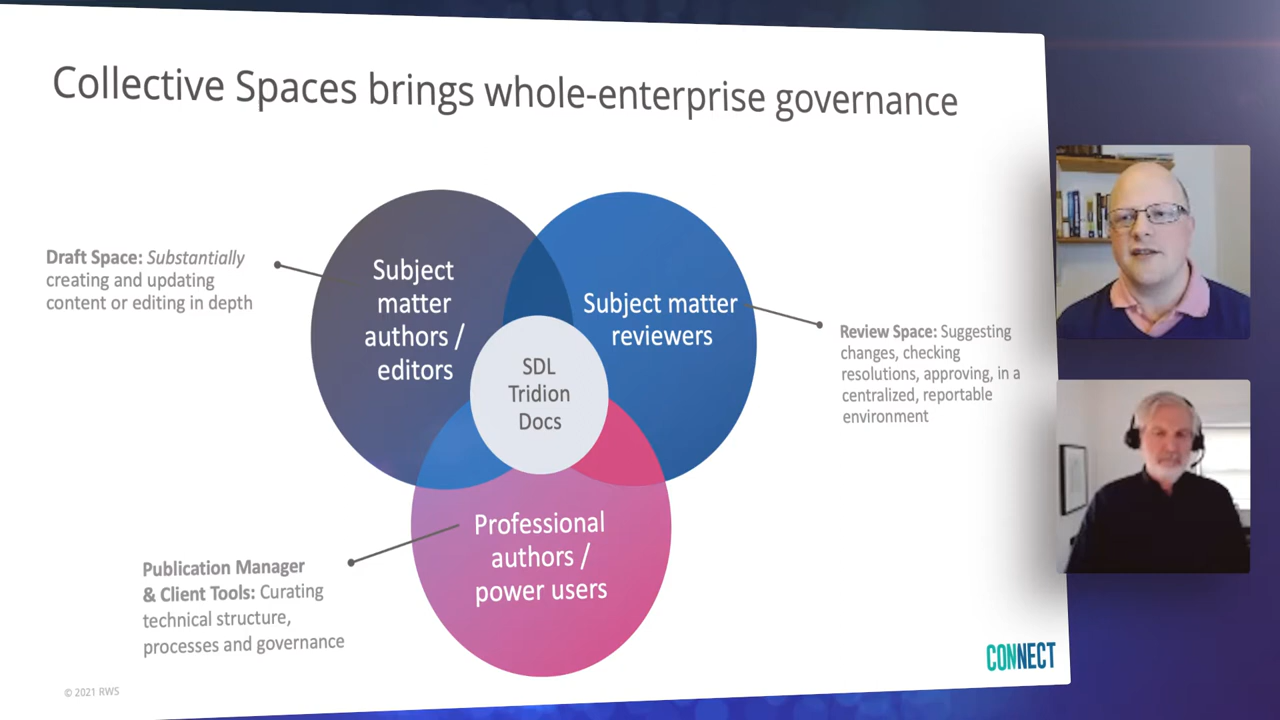 Collective Spaces brings whole-enterprise governance
Draft Space: Substantially
creating and updating
content or editing in depth
Subject
matter
authors /
editors
Subject matter
reviewers
Review Space: Suggesting
changes, checking
resolutions, approving, in a
centralized, reportable
environment
SDL
Tridion
Docs
Professional
authors /
power users
Publication Manager
& Client Tools: Curating
technical structure,
processes and governance
CONNECT
© 2021 RWS